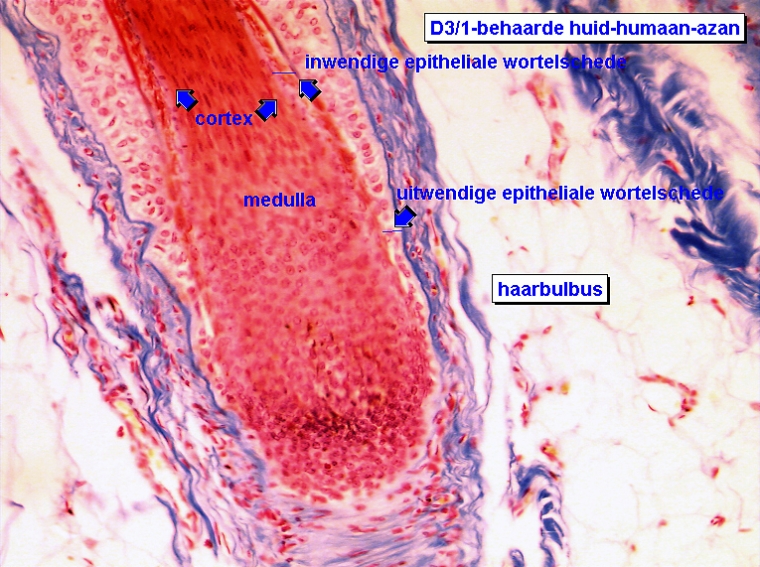 D3/1-behaarde huid-humaan-azan
inwendige epitheliale wortelschede
cortex
uitwendige epitheliale wortelschede
medulla
haarbulbus